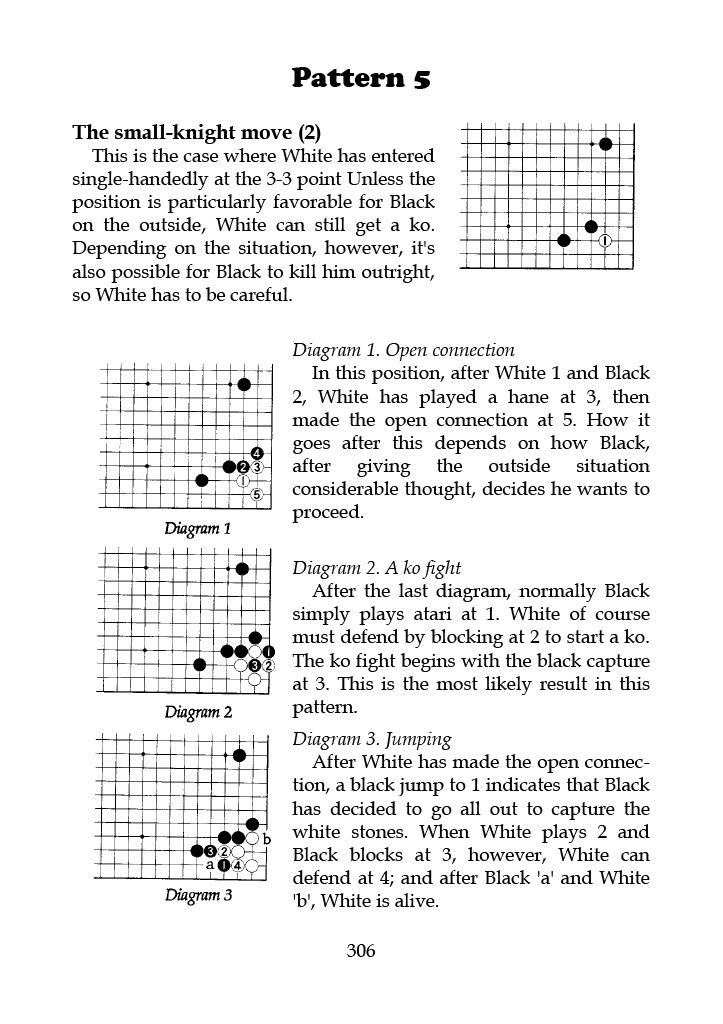 Pattern 5
The small-knight move (2)
This is the case where White has entered
single-handedly at the 3-3 point Unless the
position is particularly favorable for Black
on the outside, White can still get a ko.
Depending on the situation, however, it's
also possible for Black to kill him outright,
so White has to be careful.
1
Diagram 1. Open connection
In this position, after White 1 and Black
2, White has played a hane at 3, then
made the open connection at 5. How it
goes after this depends on how Black,
after giving the outside situation
considerable thought, decides he wants to
proceed.
4
2 3
1
5
Diagram 1
Diagram 2. A ko fight
After the last diagram, normally Black
simply plays atari at 1. White of course
must defend by blocking at 2 to start a ko.
The ko fight begins with the black capture
at 3. This is the most likely result in this
pattern.
1
3 2
Diagram 2
Diagram 3. Jumping
After White has made the open connec-
tion, a black jump to 1 indicates that Black
has decided to go all out to capture the
white stones. When White plays 2 and
Black blocks at 3, however, White can
defend at 4; and after Black 'a' and White
'b', White is alive.
b
3 2
a 1 4
Diagram 3
306